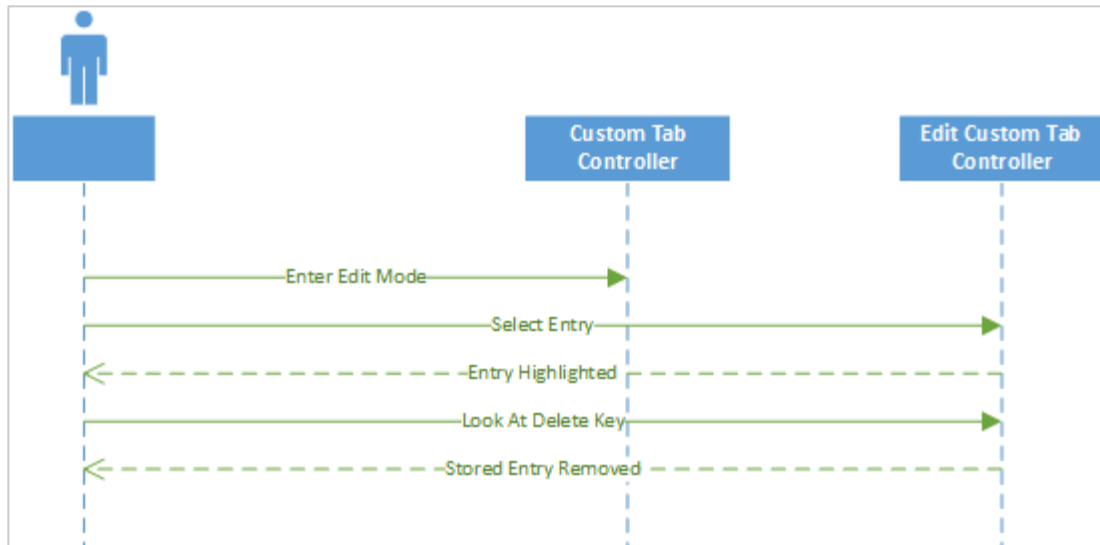 Custom Tab
Controller
Edit Custom Tab
Controller
Enter Edit Mode
Select Entry
Entry Highlighted
Look At Delete Key
Stored Entry Removed